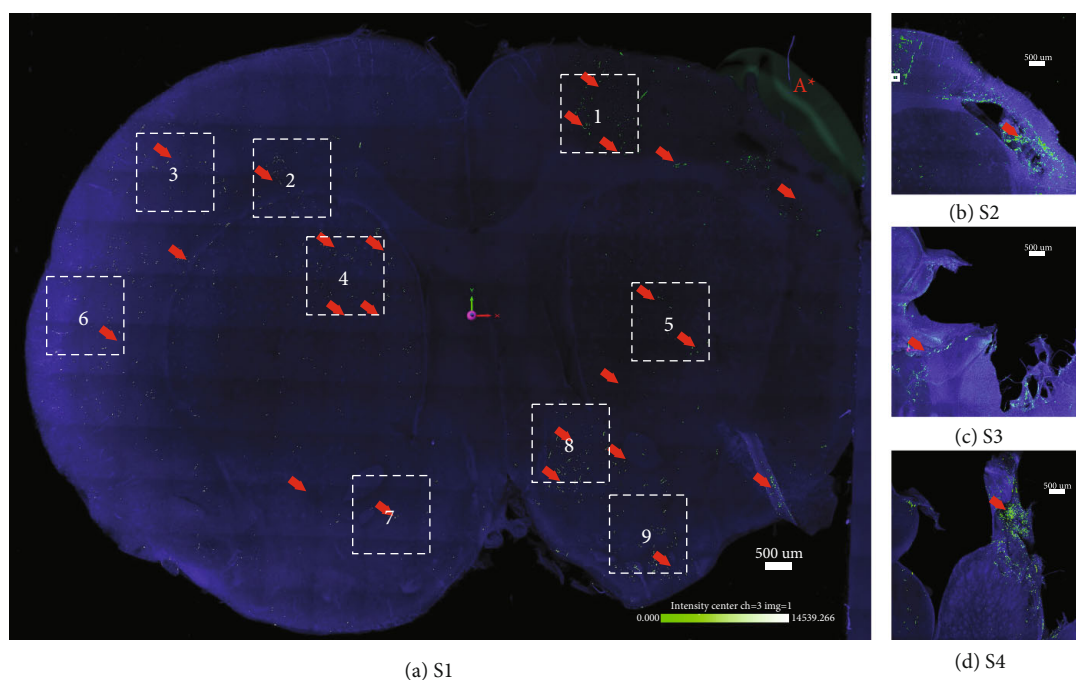 A*
1
3
2
4
6
5
8
7
9
500 um
Intensity center ch=3 img=1
0.000
14539.266
Y
X
(a) S1
500 um
(b) S2
500 um
(c) S3
500 um
(d) S4